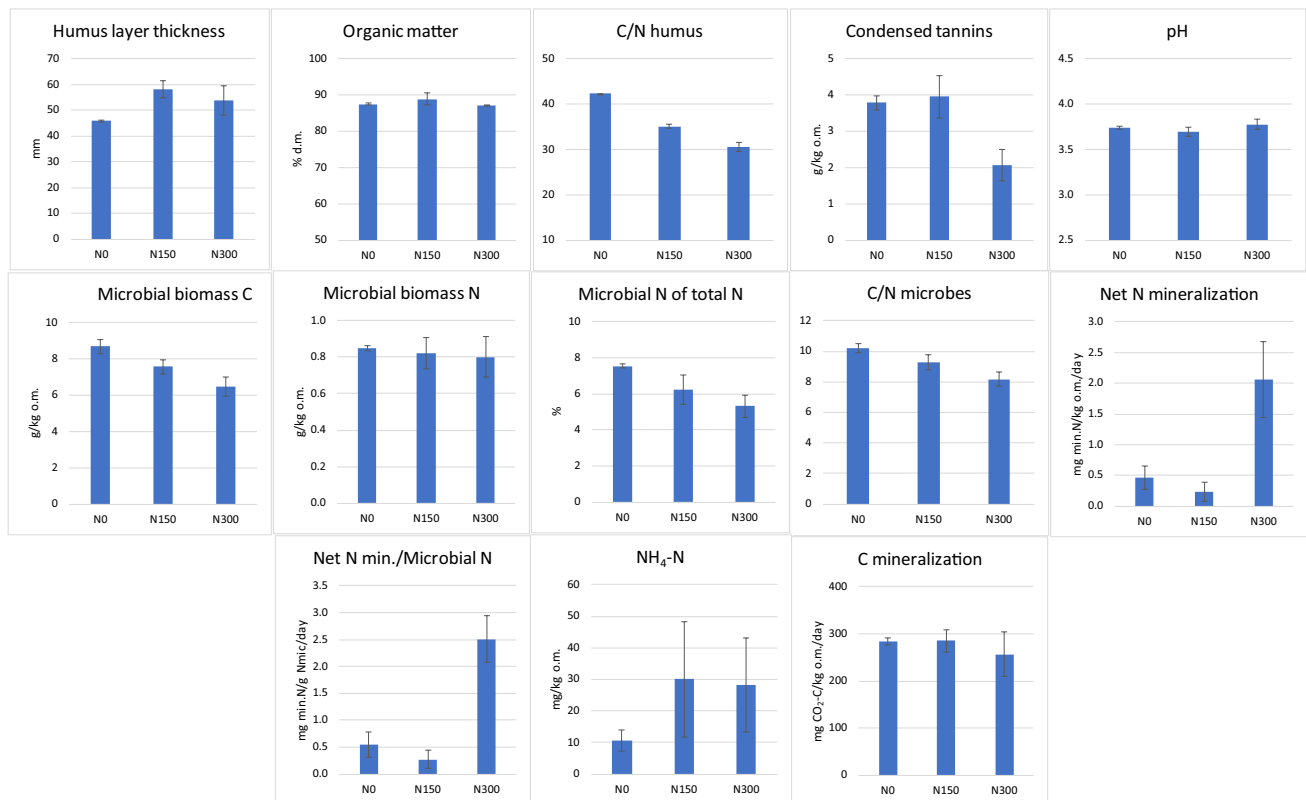 Humus layer thickness
70
60
50
40
30
20
10
0
mm
N0 N150 N300
Organic matter
100
90
80
70
60
50
% d.m.
N0 N150 N300
C/N humus
50
40
30
20
10
N0 N150 N300
Condensed tannins
5
4
3
2
1
0
g/kg o.m.
N0 N150 N300
pH
4.5
4.0
3.5
3.0
2.5
N0 N150 N300
Microbial biomass C
10
8
6
4
2
0
g/kg o.m.
N0 N150 N300
Microbial biomass N
1.0
0.8
0.6
0.4
0.2
0.0
g/kg o.m.
N0 N150 N300
Microbial N of total N
10
8
6
4
2
0
%
N0 N150 N300
C/N microbes
12
10
8
6
4
2
0
N0 N150 N300
Net N mineralization
3.0
2.5
2.0
1.5
1.0
0.5
0.0
mg min.N/kg o.m./day
N0 N150 N300
Net N min./Microbial N
3.5
3.0
2.5
2.0
1.5
1.0
0.5
0.0
mg min.N/g Nmic/day
N0 N150 N300
NH₄-N
60
50
40
30
20
10
0
mg/kg o.m.
N0 N150 N300
C mineralization
400
300
200
100
0
mg CO₂-C/kg o.m./day
N0 N150 N300